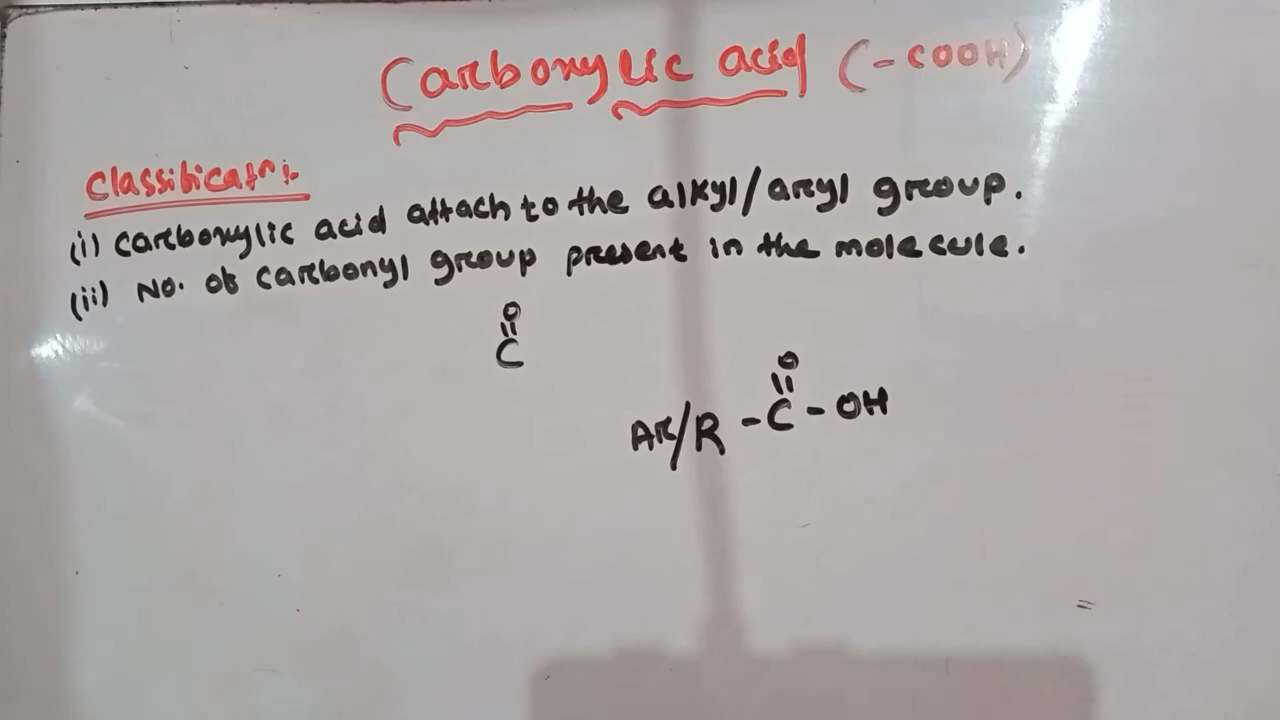 Carboxylic acid (-COOH)
Classificatn:
(i) carboxylic acid attach to the alkyl/aryl group.
(ii) No. of carbonyl group present in the molecule.
O
||
C
O
||
Ar/R - C - OH